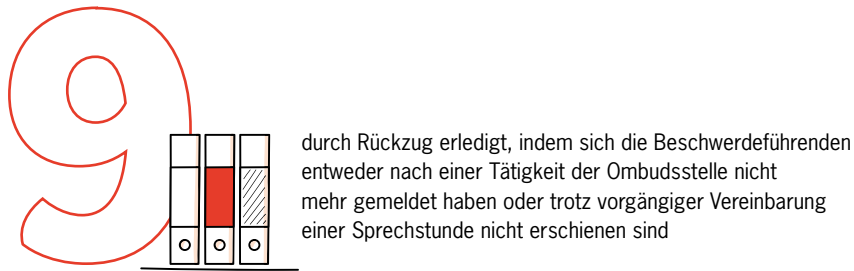 9
durch Rückzug erledigt, indem sich die Beschwerdeführenden
entweder nach einer Tätigkeit der Ombudsstelle nicht
mehr gemeldet haben oder trotz vorgängiger Vereinbarung
einer Sprechstunde nicht erschienen sind